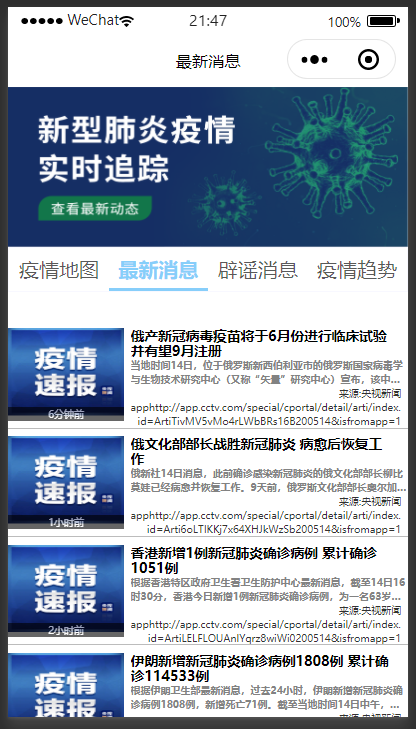 WeChat 21:47 100%
最新消息
新型肺炎疫情
实时追踪
查看最新动态
疫情地图 最新消息 辟谣消息 疫情趋势
疫情
速报
6分钟前
俄产新冠病毒疫苗将于6月份进行临床试验
并有望9月注册
当地时间14日，位于俄罗斯新西伯利亚市的俄罗斯国家病毒学
与生物技术研究中心（又称“矢量”研究中心）宣布，该中...
来源:央视新闻
apphttp://app.cctv.com/special/cportal/detail/arti/index.
id=ArtiTivMV5vMo4rLWbBRs16B200514&isfromapp=1
疫情
速报
1小时前
俄文化部部长战胜新冠肺炎 病愈后恢复工
作
俄新社14日消息，此前确诊感染新冠肺炎的俄文化部部长柳比
莫娃已经病愈并恢复工作。9天前，俄罗斯文化部部长奥尔加...
来源:央视新闻
apphttp://app.cctv.com/special/cportal/detail/arti/index.
id=Arti6oLTIKKj7x64XHJkWzSb200514&isfromapp=1
疫情
速报
2小时前
香港新增1例新冠肺炎确诊病例 累计确诊
1051例
根据香港特区政府卫生署卫生防护中心最新消息，截至14日16
时30分，香港今日新增1例新冠肺炎确诊病例，为一名63岁...
来源:央视新闻
apphttp://app.cctv.com/special/cportal/detail/arti/index.
id=ArtiLELFLOUAnlYqrz8wiWi0200514&isfromapp=1
疫情
速报
伊朗新增新冠肺炎确诊病例1808例 累计确
诊114533例
根据伊朗卫生部最新消息，过去24小时，伊朗新增新冠肺炎确
诊病例1808例，新增死亡71例。截至当地时间14日中午，...